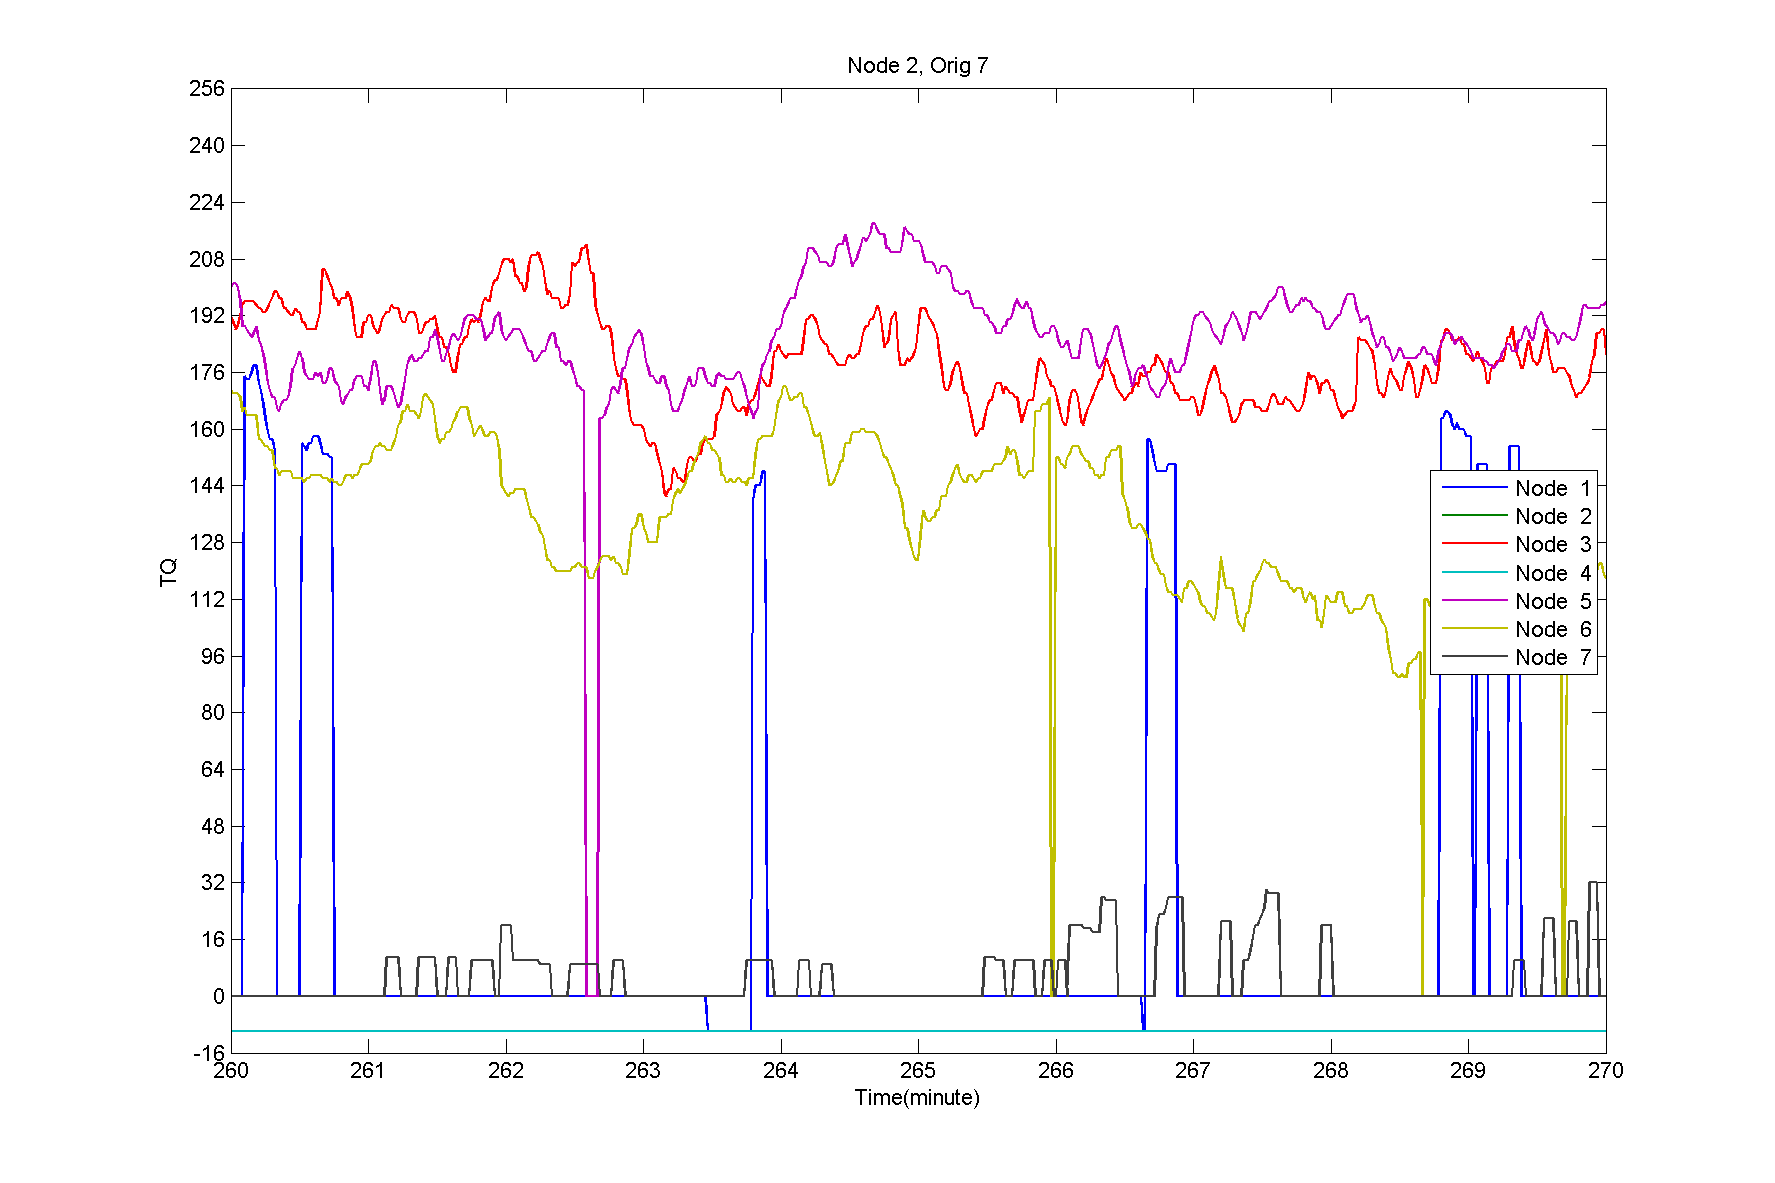 Node 2, Orig 7
256
240
224
208
192
176
160
144
128
112
96
80
64
48
32
16
0
-16
TQ
Node 1
Node 2
Node 3
Node 4
Node 5
Node 6
Node 7
260 261 262 263 264 265 266 267 268 269 270
Time(minute)